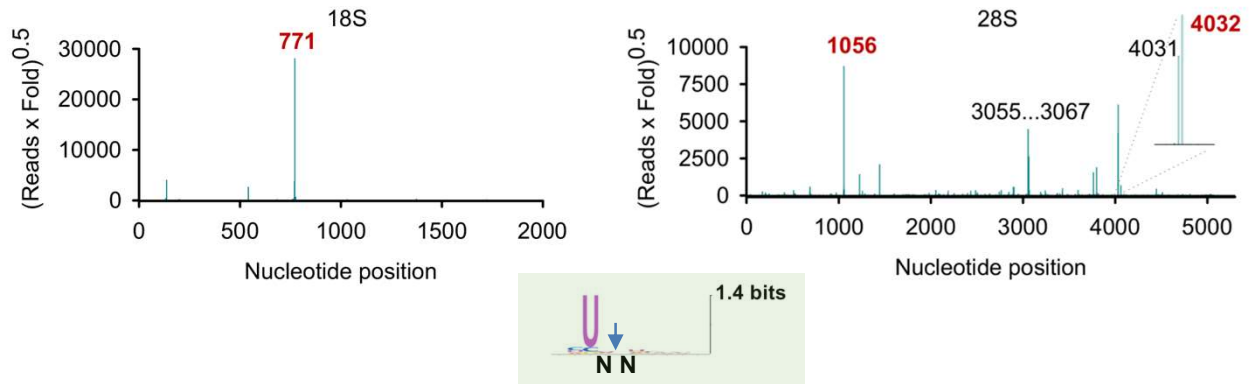 18S
(Reads x Fold)0.5
771
30000
20000
10000
0
0 500 1000 1500 2000
Nucleotide position
28S
(Reads x Fold)0.5
1056
4032
4031
3055...3067
10000
7500
5000
2500
0
0 1000 2000 3000 4000 5000
Nucleotide position
1.4 bits
U
N N